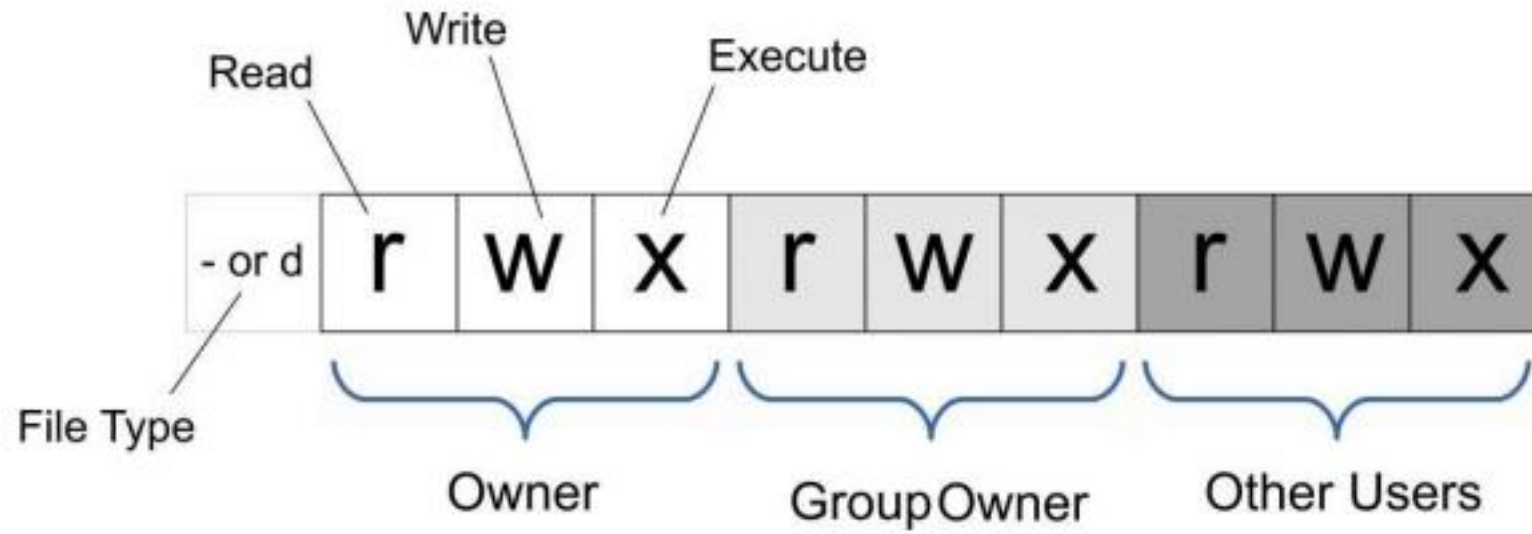 Write
Read
Execute
- or d r w x r w x r w x
File Type
Owner
Group Owner
Other Users